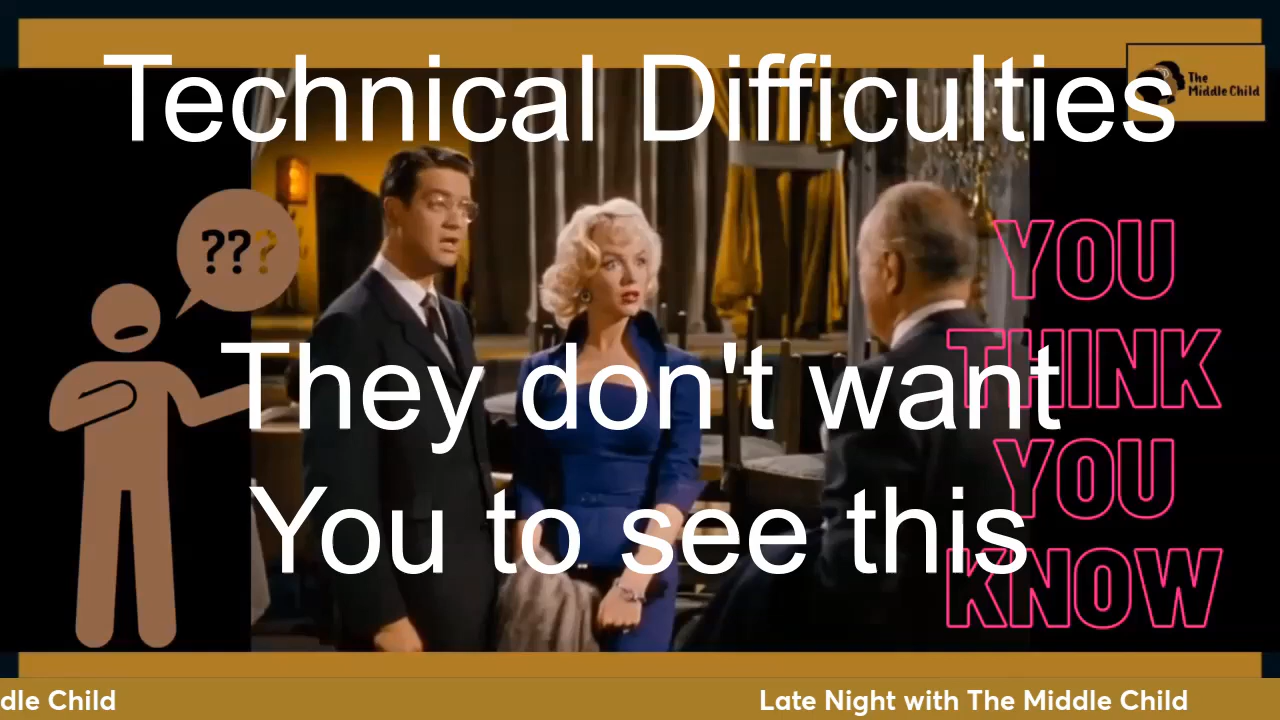 Technical Difficulties
The
Middle Child
???
YOU
THINK
YOU
KNOW
They don't want
You to see this
dle Child
Late Night with The Middle Child